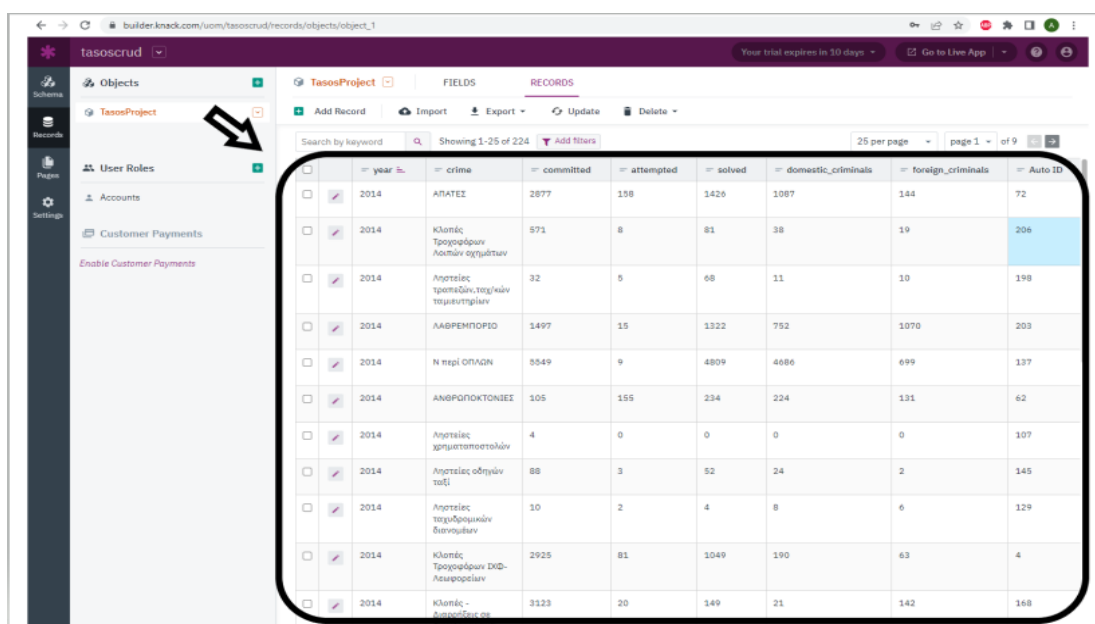 builder.knack.com/uom/tasoscrud/records/objects/object_1
tasoscrud
Your trial expires in 10 days
Go to Live App
Schema
Records
Pages
Settings
Objects
TasosProject
User Roles
Accounts
Customer Payments
Enable Customer Payments
TasosProject FIELDS RECORDS
Add Record Import Export Update Delete
Search by keyword Showing 1-25 of 224 Add filters 25 per page page 1 of 9
year crime committed attempted solved domestic_criminals foreign_criminals Auto ID
2014 ΑΠΑΤΕΣ 2877 158 1426 1087 144 72
2014 Κλοπές 571 8 81 38 19 206
Τροχοφόρων
Λοιπών οχημάτων
2014 Ληστείες 32 5 68 11 10 198
τραπεζών,ταχ/κών
ταμιευτηρίων
2014 ΛΑΘΡΕΜΠΟΡΙΟ 1497 15 1322 752 1070 203
2014 Ν περί ΟΠΛΩΝ 5549 9 4809 4686 699 137
2014 ΑΝΘΡΩΠΟΚΤΟΝΙΕΣ 105 155 234 224 131 62
2014 Ληστείες 4 0 0 0 0 107
χρηματαποστολών
2014 Ληστείες οδηγών 88 3 52 24 2 145
ταξί
2014 Ληστείες 10 2 4 8 6 129
ταχυδρομικών
διανομέων
2014 Κλοπές 2925 81 1049 190 63 4
Τροχοφόρων ΙΧΦ-
Λεωφορείων
2014 Κλοπές - 3123 20 149 21 142 168
Διαρρήξεις σε